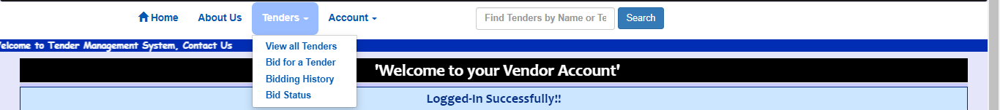 Home About Us Tenders Account Find Tenders by Name or Te Search
elcome to Tender Management System, Contact Us
View all Tenders
Bid for a Tender
Bidding History
Bid Status
'Welcome to your Vendor Account'
Logged-In Successfully!!